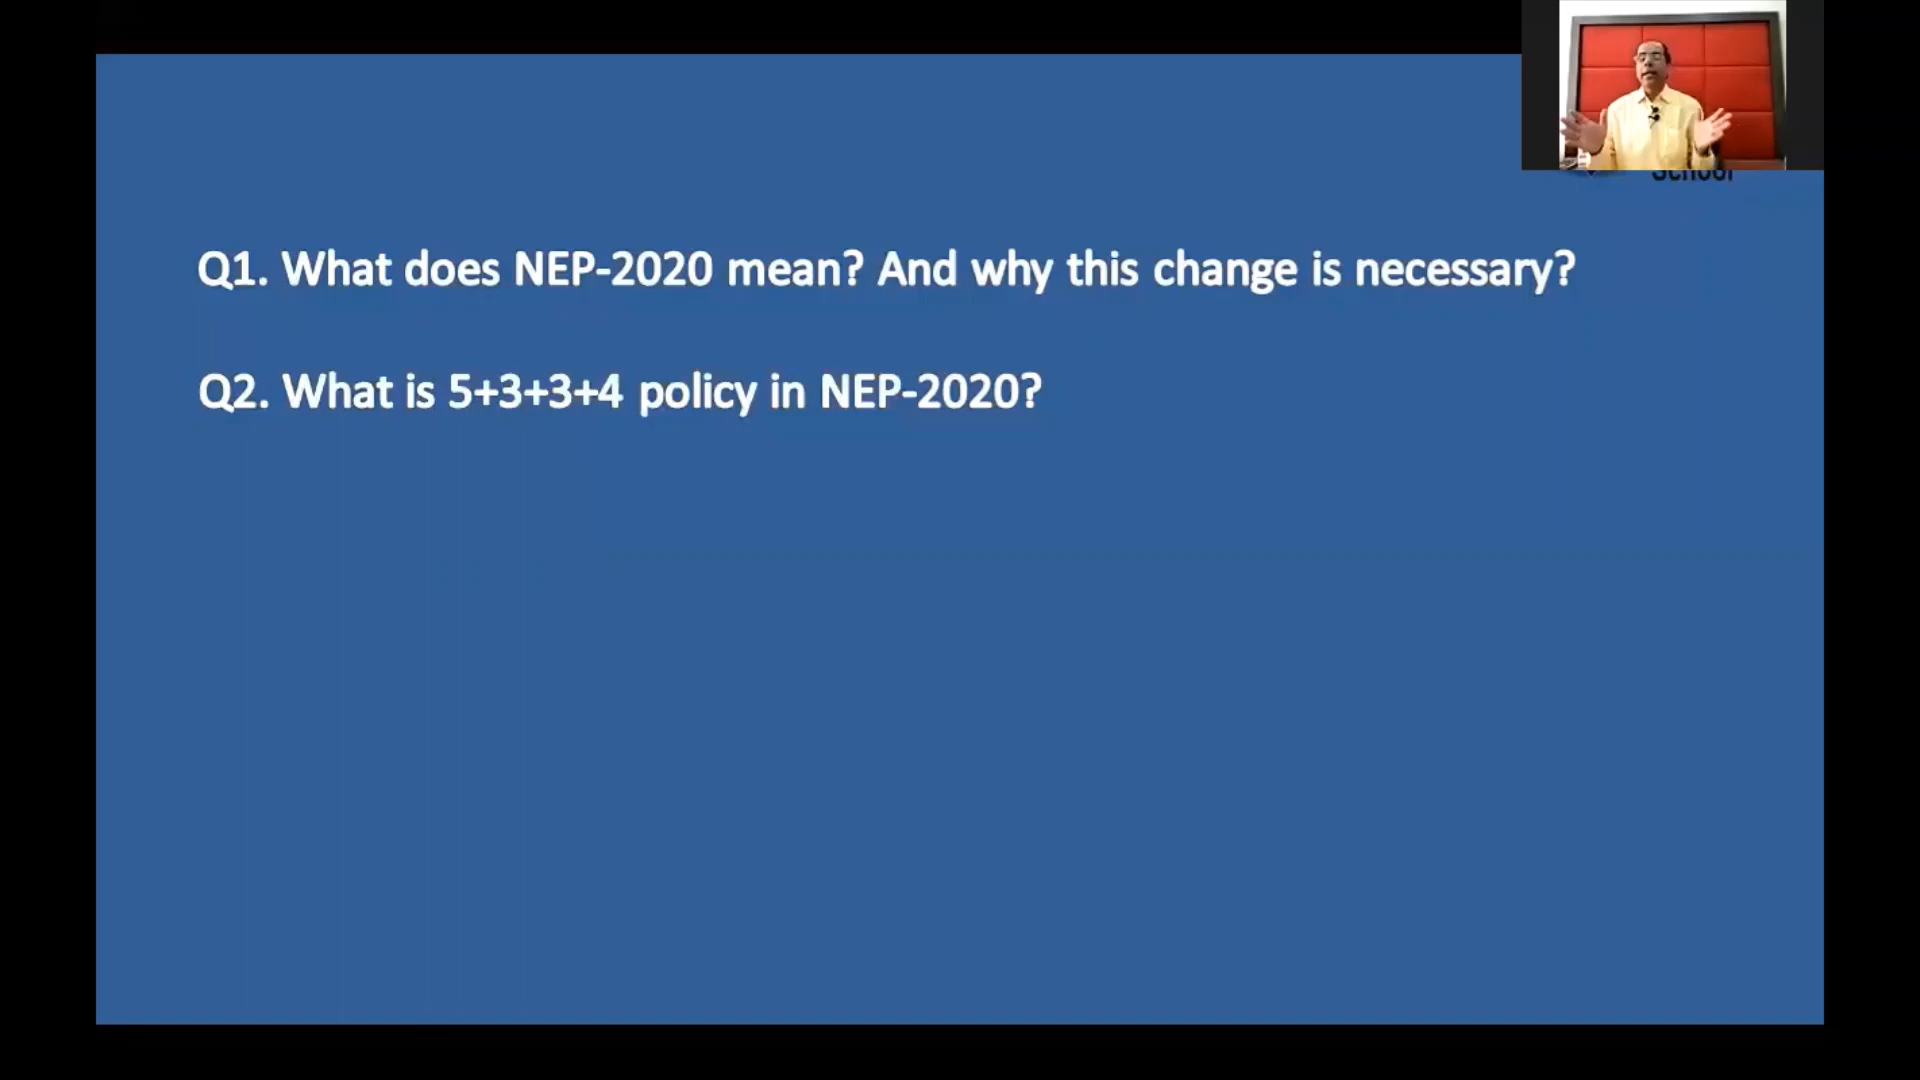 School
Q1. What does NEP-2020 mean? And why this change is necessary?
Q2. What is 5+3+3+4 policy in NEP-2020?